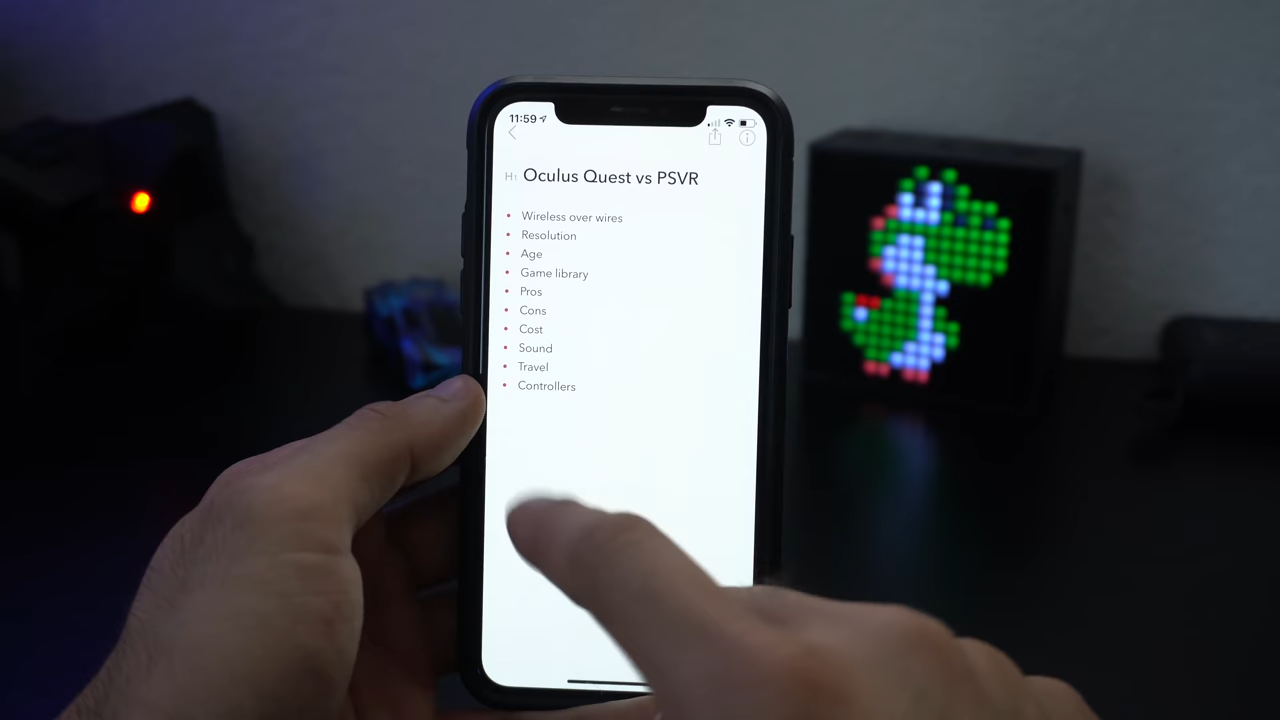 11:59
H1 Oculus Quest vs PSVR
Wireless over wires
Resolution
Age
Game library
Pros
Cons
Cost
Sound
Travel
Controllers